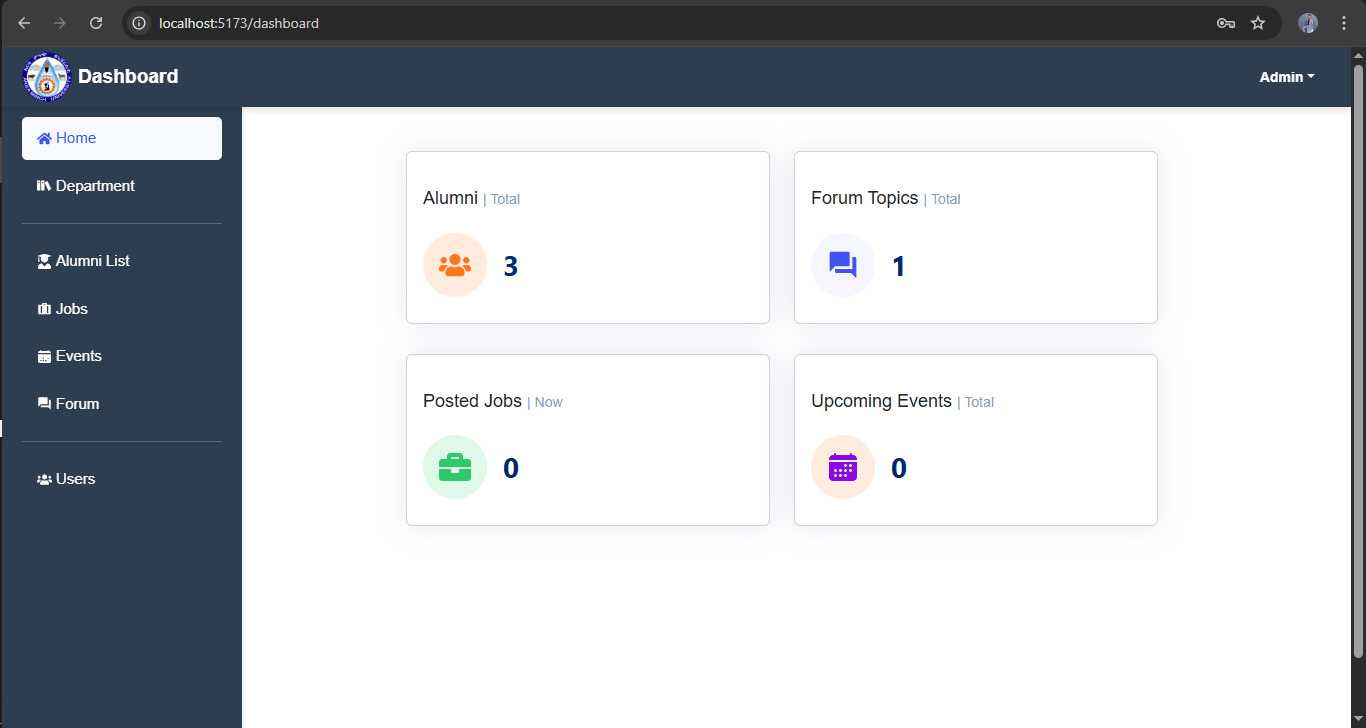 localhost:5173/dashboard
Dashboard
Admin
Home
Department
Alumni List
Jobs
Events
Forum
Users
Alumni | Total
3
Forum Topics | Total
1
Posted Jobs | Now
0
Upcoming Events | Total
0